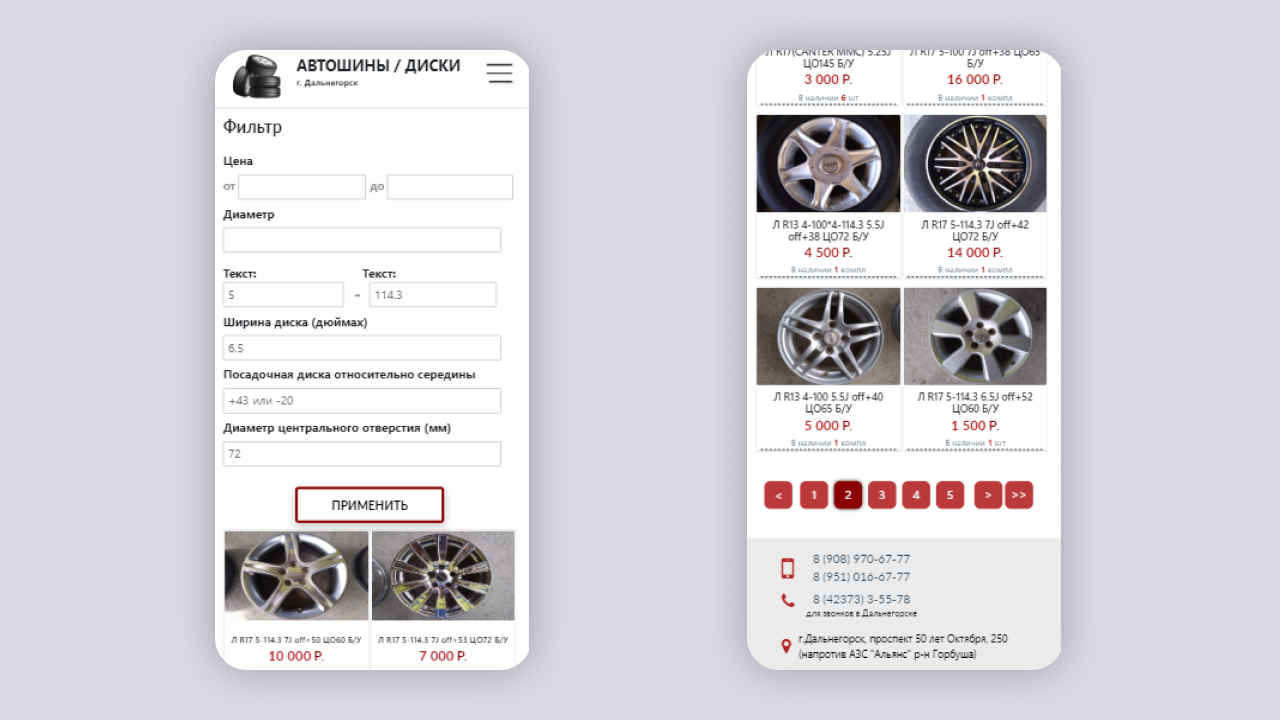 АВТОШИНЫ / ДИСКИ
г. Дальнегорск
Фильтр
Цена
от до
Диаметр
Текст: Текст:
5 - 114.3
Ширина диска (дюймах)
6.5
Посадочная диска относительно середины
+43 или -20
Диаметр центрального отверстия (мм)
72
ПРИМЕНИТЬ
Л R17 5-114.3 7J off+50 ЦО60 Б/У
10 000 Р.
Л R17 5-114.3 7J off+53 ЦО72 Б/У
7 000 Р.
Л R17(CANTER MMC) 5.25J
ЦО145 Б/У
3 000 Р.
В наличии 6 шт
Л R17 5-100 7J off+38 ЦО65
Б/У
16 000 Р.
В наличии 1 компл
Л R13 4-100*4-114.3 5.5J
off+38 ЦО72 Б/У
4 500 Р.
В наличии 1 компл
Л R17 5-114.3 7J off+42
ЦО72 Б/У
14 000 Р.
В наличии 1 компл
Л R13 4-100 5.5J off+40
ЦО65 Б/У
5 000 Р.
В наличии 1 компл
Л R17 5-114.3 6.5J off+52
ЦО60 Б/У
1 500 Р.
В наличии 1 шт
< 1 2 3 4 5 > >>
8 (908) 970-67-77
8 (951) 016-67-77
8 (42373) 3-55-78
для звонков в Дальнегорске
г.Дальнегорск, проспект 50 лет Октября, 250
(напротив АЗС "Альянс" р-н Горбуша)